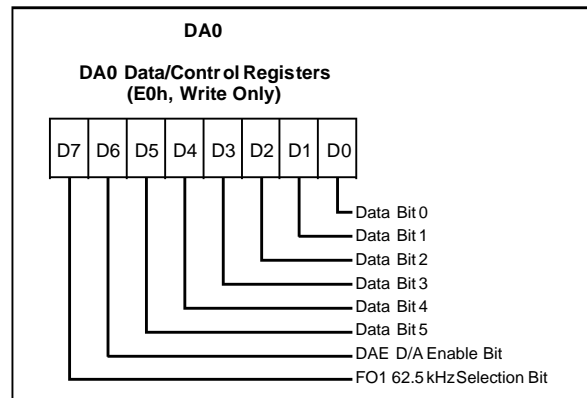 DA0
DA0 Data/Control Registers
(E0h, Write Only)
D7 D6 D5 D4 D3 D2 D1 D0
Data Bit 0
Data Bit 1
Data Bit 2
Data Bit 3
Data Bit 4
Data Bit 5
DAE D/A Enable Bit
FO1 62.5 kHz Selection Bit